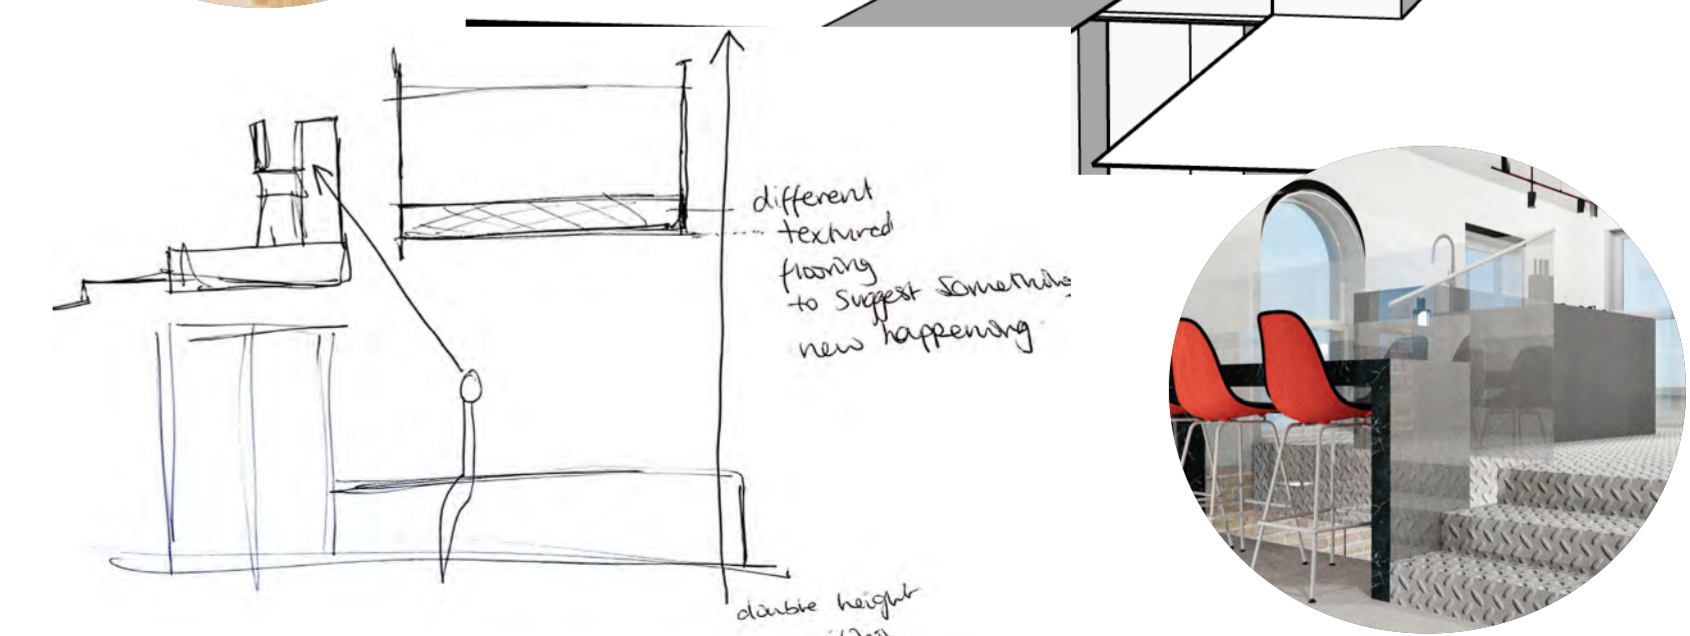 different
textured
flooring
to suggest something
new happening
double height